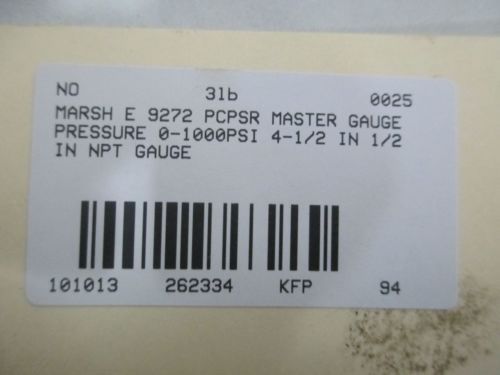 NO 3lb 0025
MARSH E 9272 PCPSR MASTER GAUGE
PRESSURE 0-1000PSI 4-1/2 IN 1/2
IN NPT GAUGE
101013 262334 KFP 94